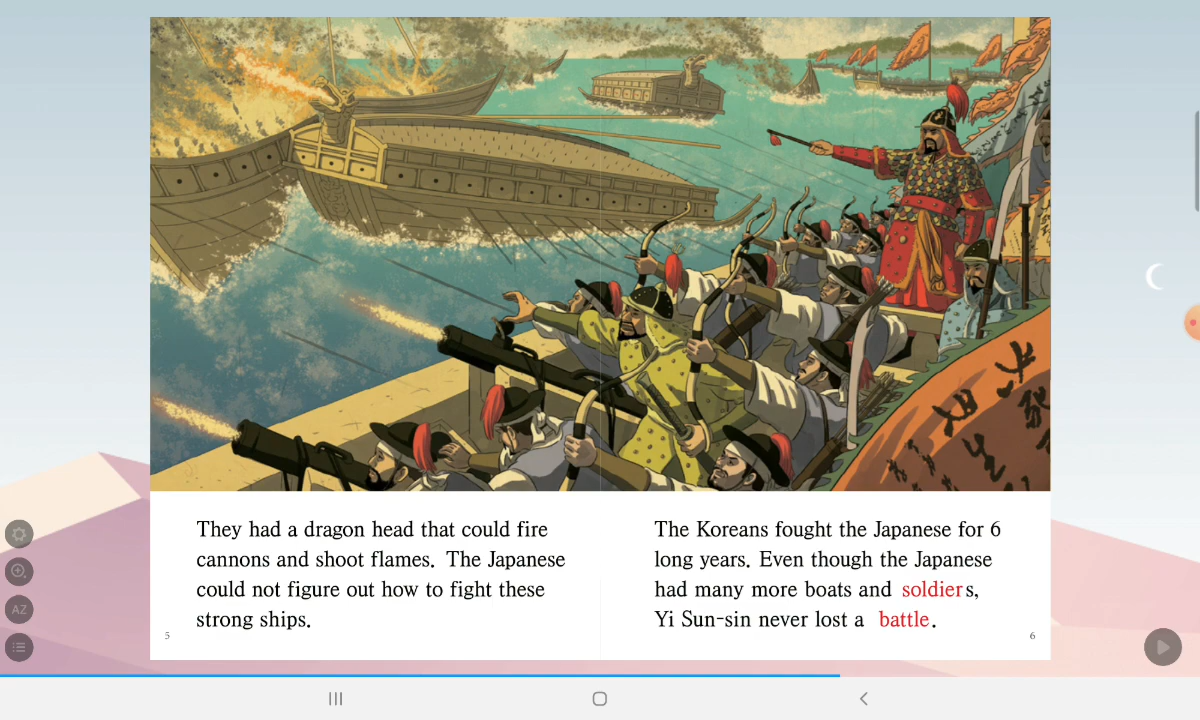 They had a dragon head that could fire
cannons and shoot flames. The Japanese
could not figure out how to fight these
strong ships.
5
The Koreans fought the Japanese for 6
long years. Even though the Japanese
had many more boats and soldiers,
Yi Sun-sin never lost a battle.
6
AZ